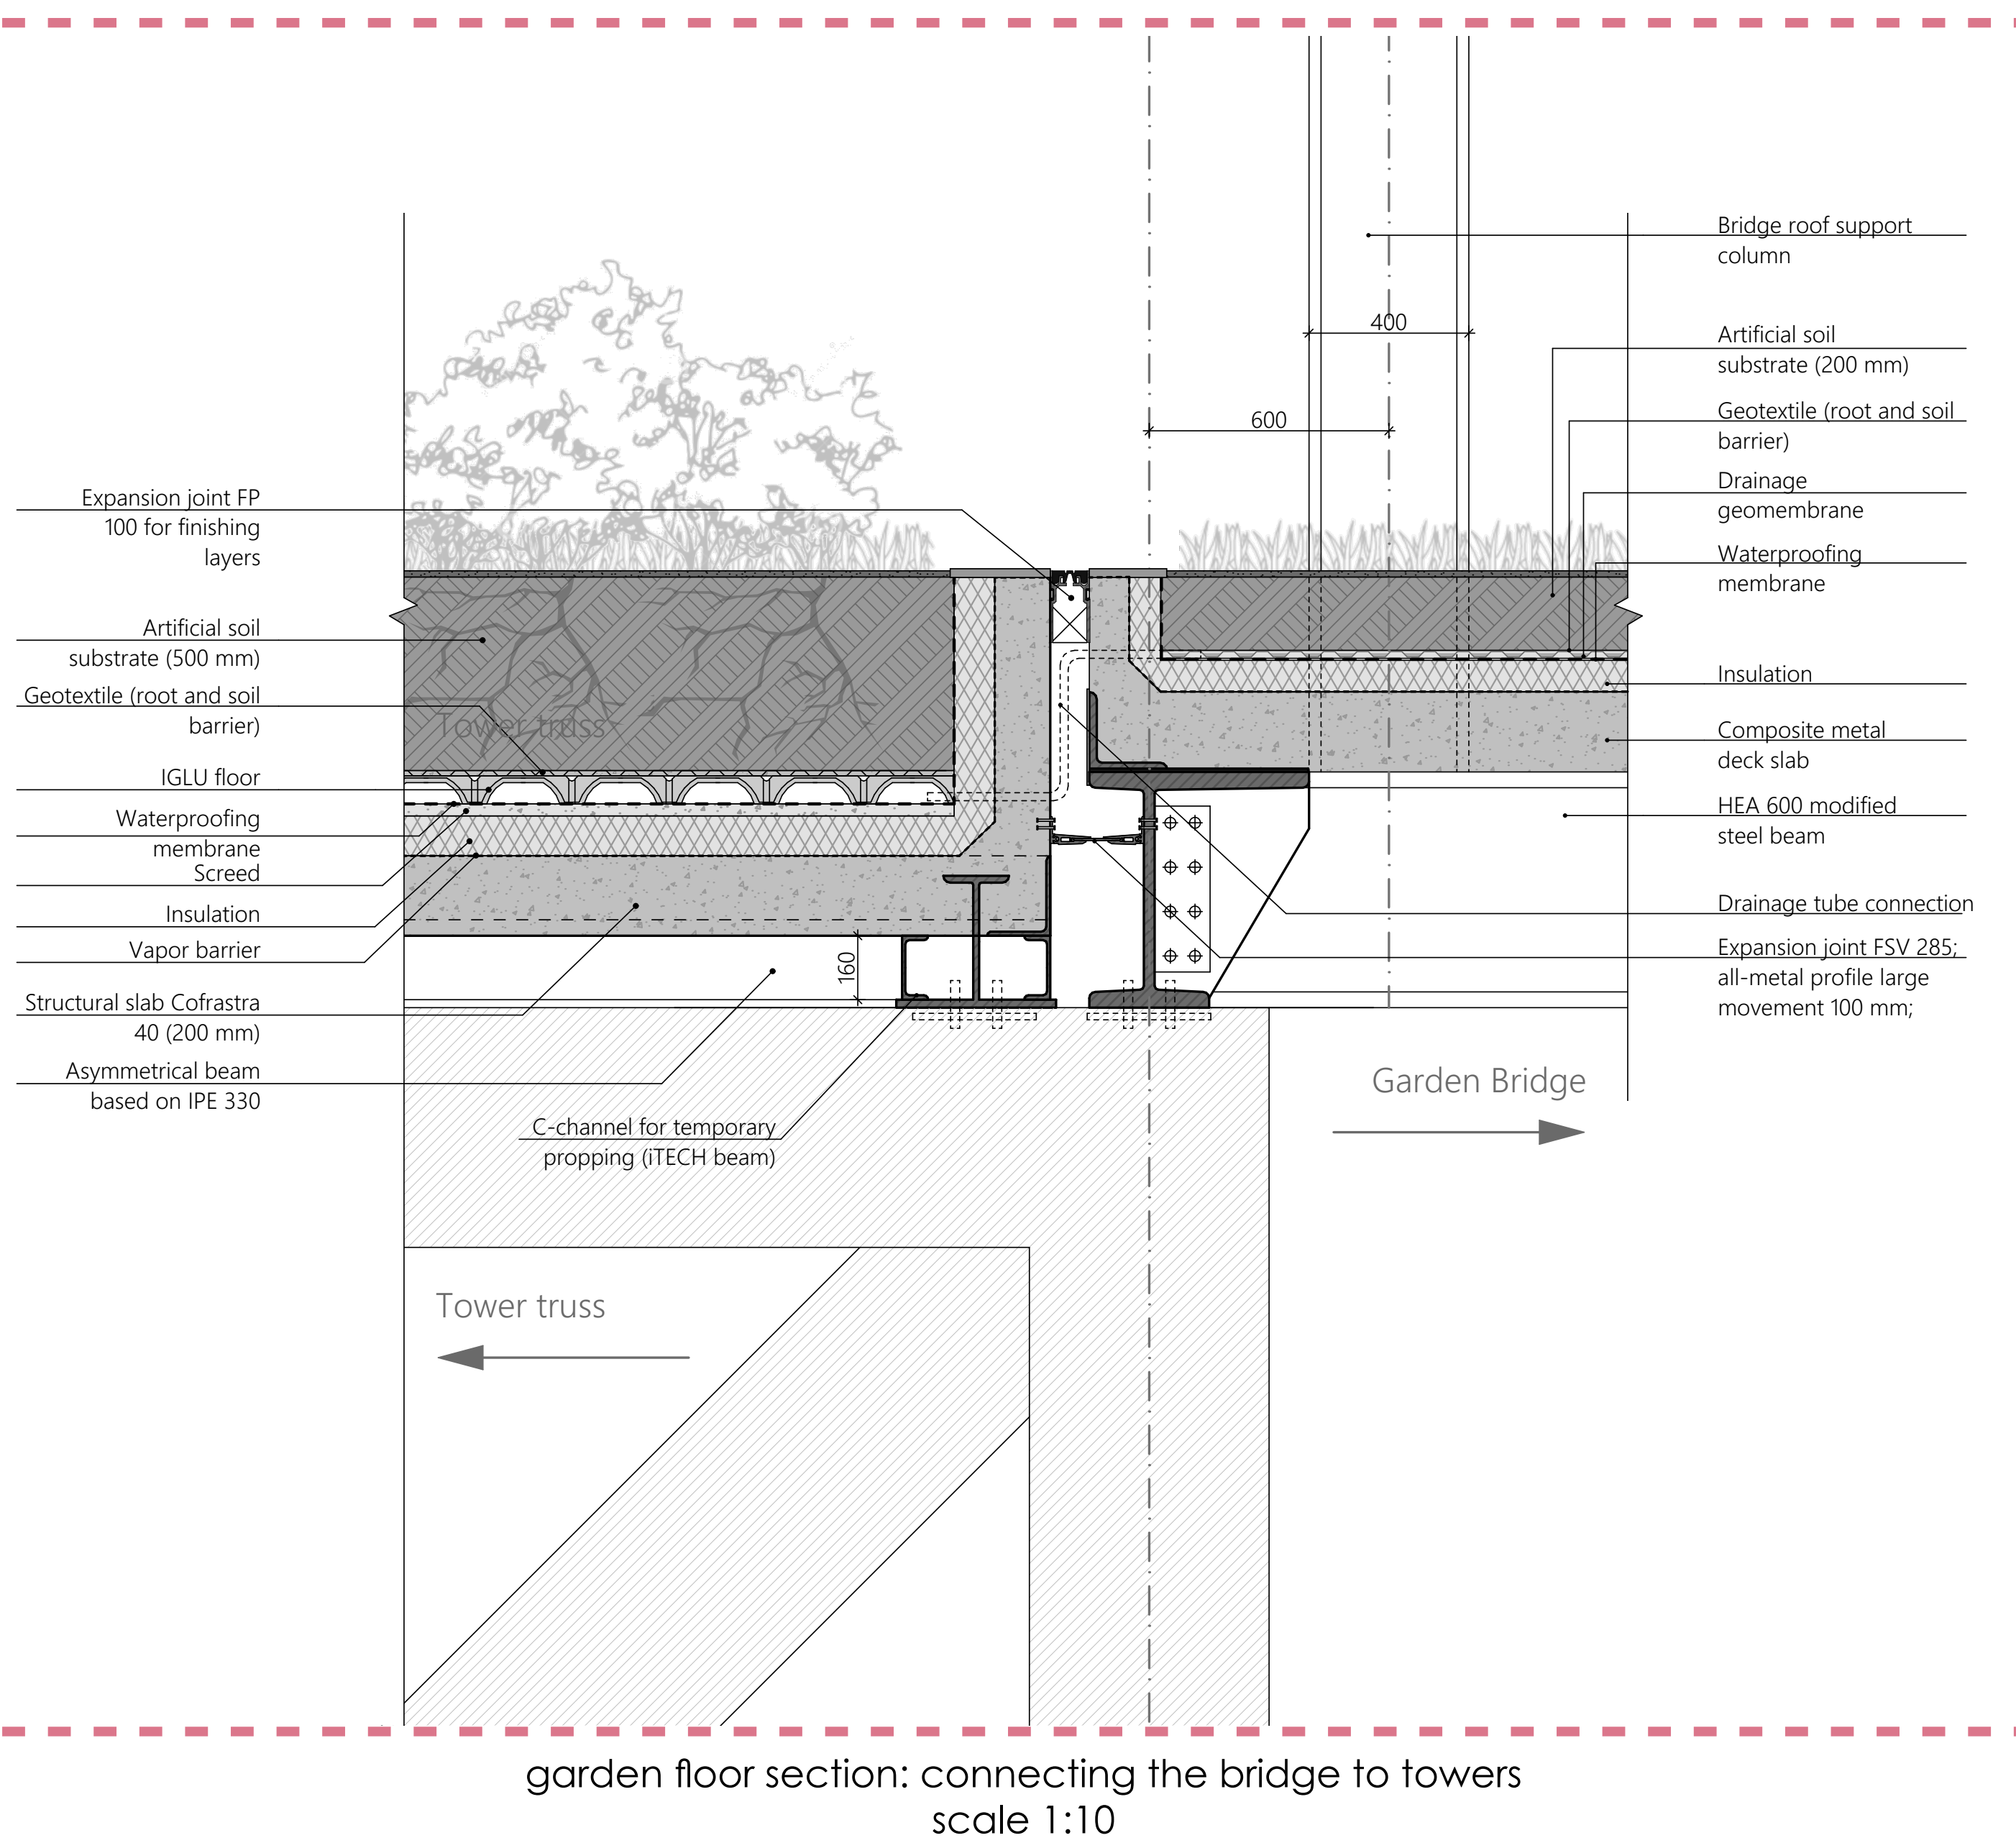 Bridge roof support
column
400
Artificial soil
substrate (200 mm)
600
Geotextile (root and soil
barrier)
Drainage
geomembrane
Waterproofing
membrane
Insulation
Composite metal
deck slab
HEA 600 modified
steel beam
Drainage tube connection
Expansion joint FSV 285;
all-metal profile large
movement 100 mm;
Expansion joint FP
100 for finishing
layers
Artificial soil
substrate (500 mm)
Geotextile (root and soil
barrier)
Tower truss
IGLU floor
Waterproofing
membrane
Screed
Insulation
Vapor barrier
160
Structural slab Cofrastra
40 (200 mm)
Asymmetrical beam
based on IPE 330
C-channel for temporary
propping (iTECH beam)
Garden Bridge
Tower truss
garden floor section: connecting the bridge to towers
scale 1:10